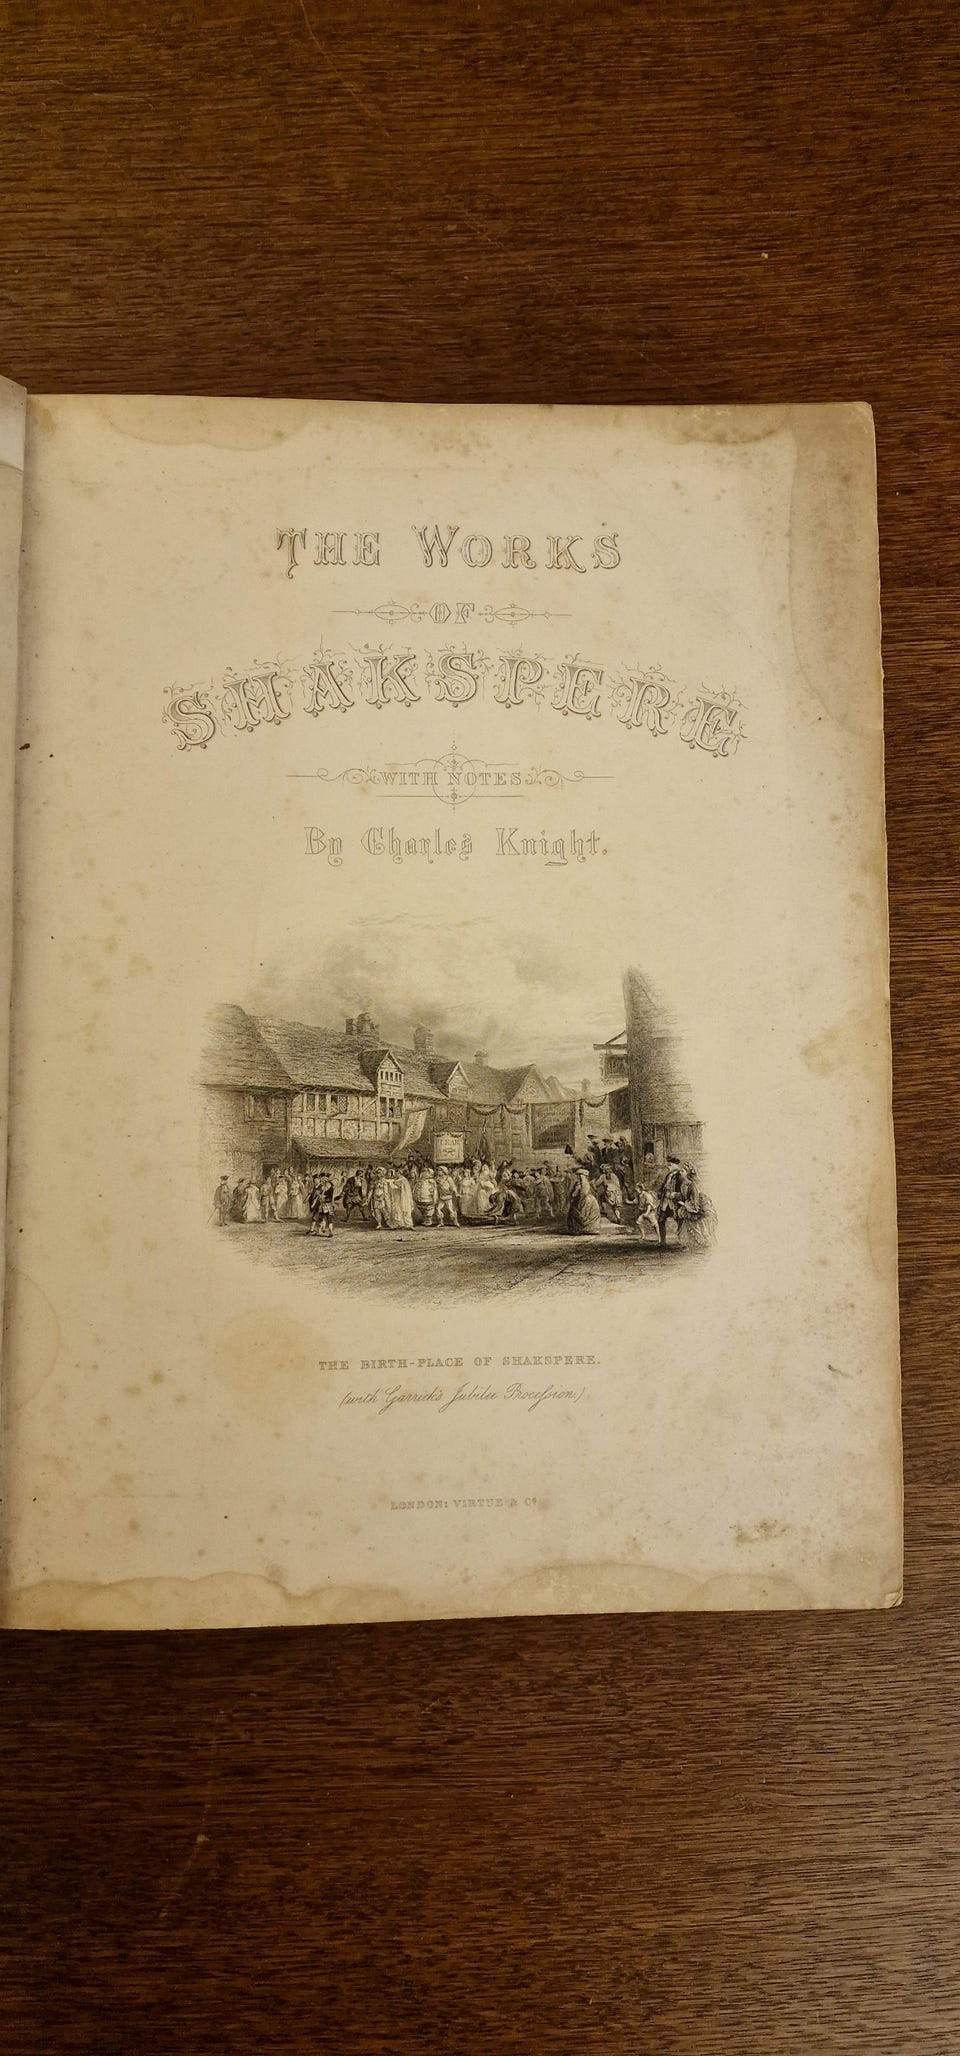 THE WORKS
OF
SHAKSPERE
WITH NOTES
By Charles Knight.
LEAR
THE BIRTH-PLACE OF SHAKSPERE.
(with Garrick's Jubilee Procession.)
LONDON: VIRTUE & Co